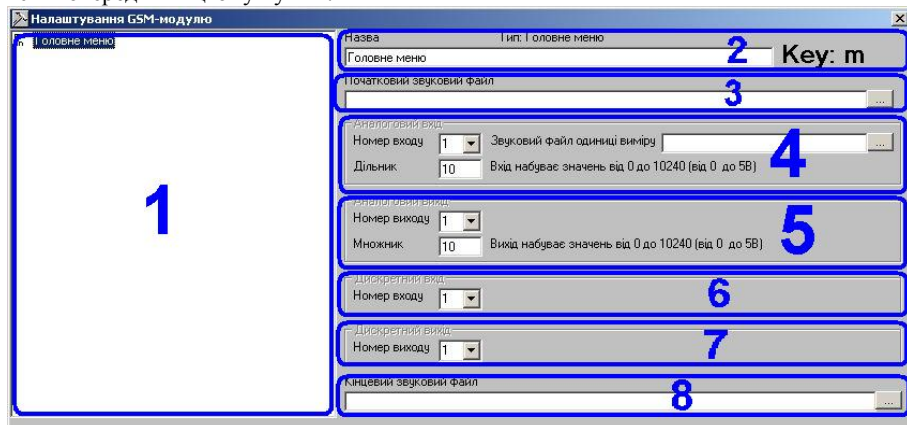 Налаштування GSM-модулю
Головне меню
1
Назва Тип: Головне меню
Головне меню
2 Key: m
Початковий звуковий файл
3 ...
Аналоговий вхід
Номер входу 1 Звуковий файл одиниці виміру ...
Дільник 10 Вхід набуває значень від 0 до 10240 (від 0 до 5В)
4
Аналоговий вихід
Номер виходу 1
Множник 10 Вихід набуває значень від 0 до 10240 (від 0 до 5В)
5
Дискретний вхід
Номер входу 1
6
Дискретний вихід
Номер виходу 1
7
Кінцевий звуковий файл
8 ...